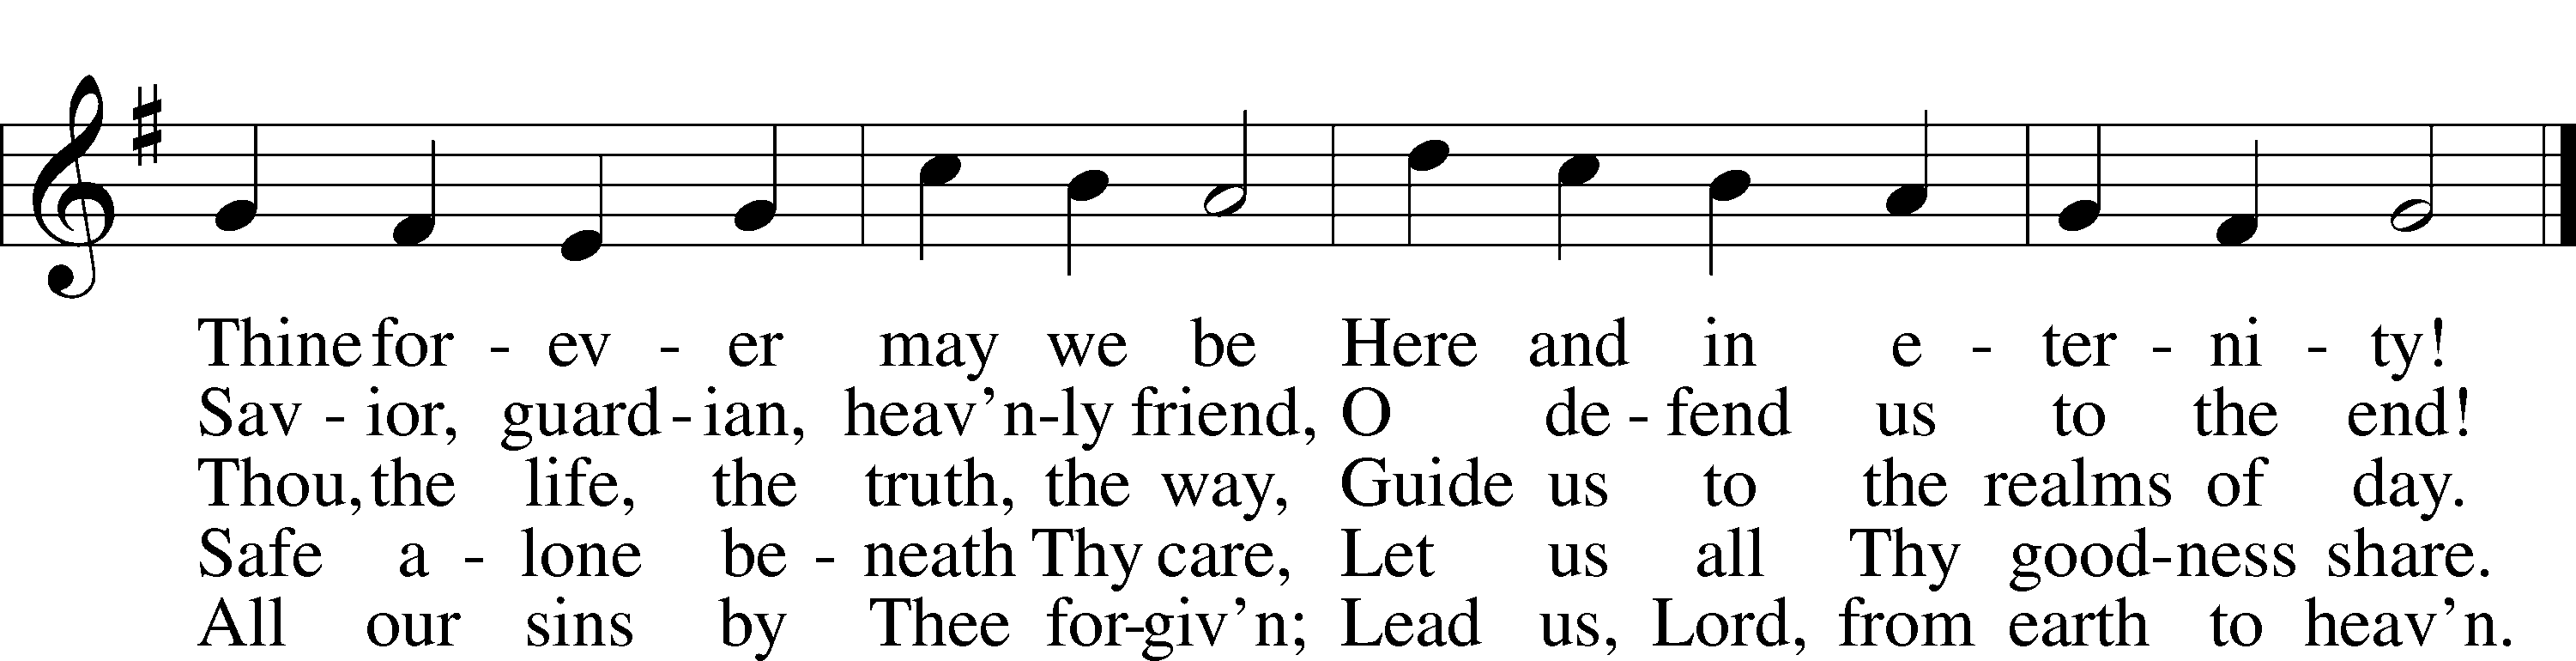 Thine for - ev - er may we be Here and in e - ter - ni - ty!
Sav - ior, guard - ian, heav’n-ly friend, O de - fend us to the end!
Thou, the life, the truth, the way, Guide us to the realms of day.
Safe a - lone be - neath Thy care, Let us all Thy good-ness share.
All our sins by Thee for-giv’n; Lead us, Lord, from earth to heav’n.